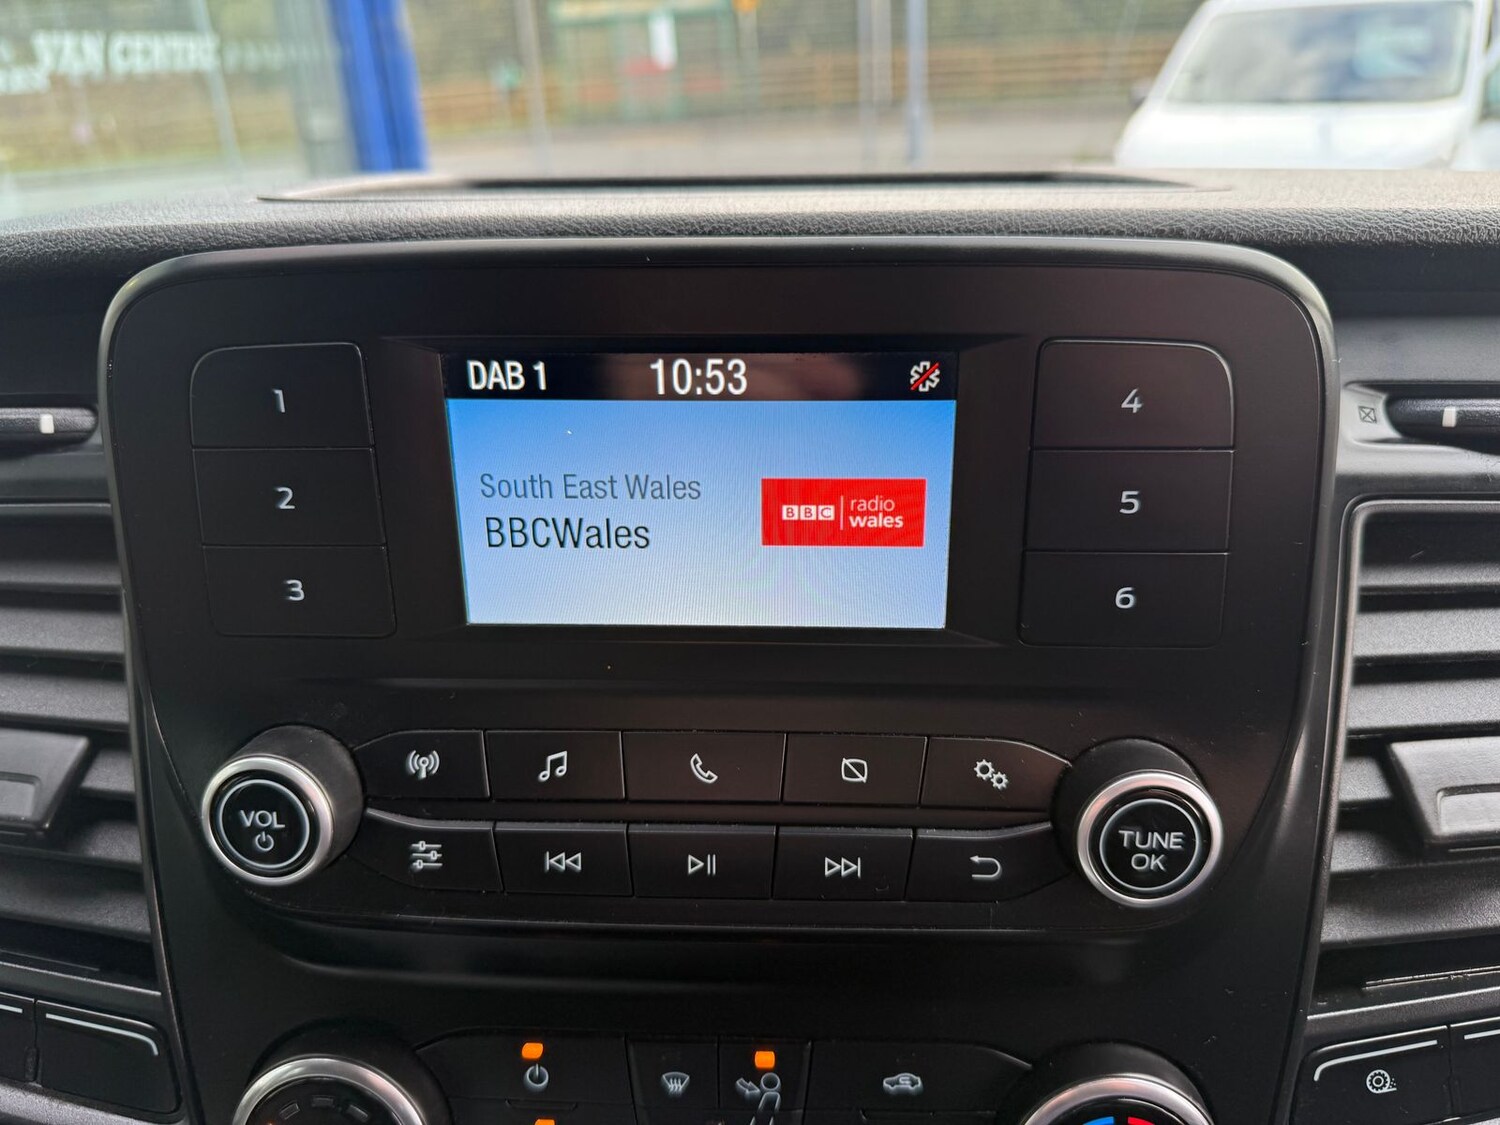 VAN CENTRE
DAB 1 10:53
South East Wales
BBCWales
BBC radio wales
1
2
3
4
5
6
VOL
TUNE
OK